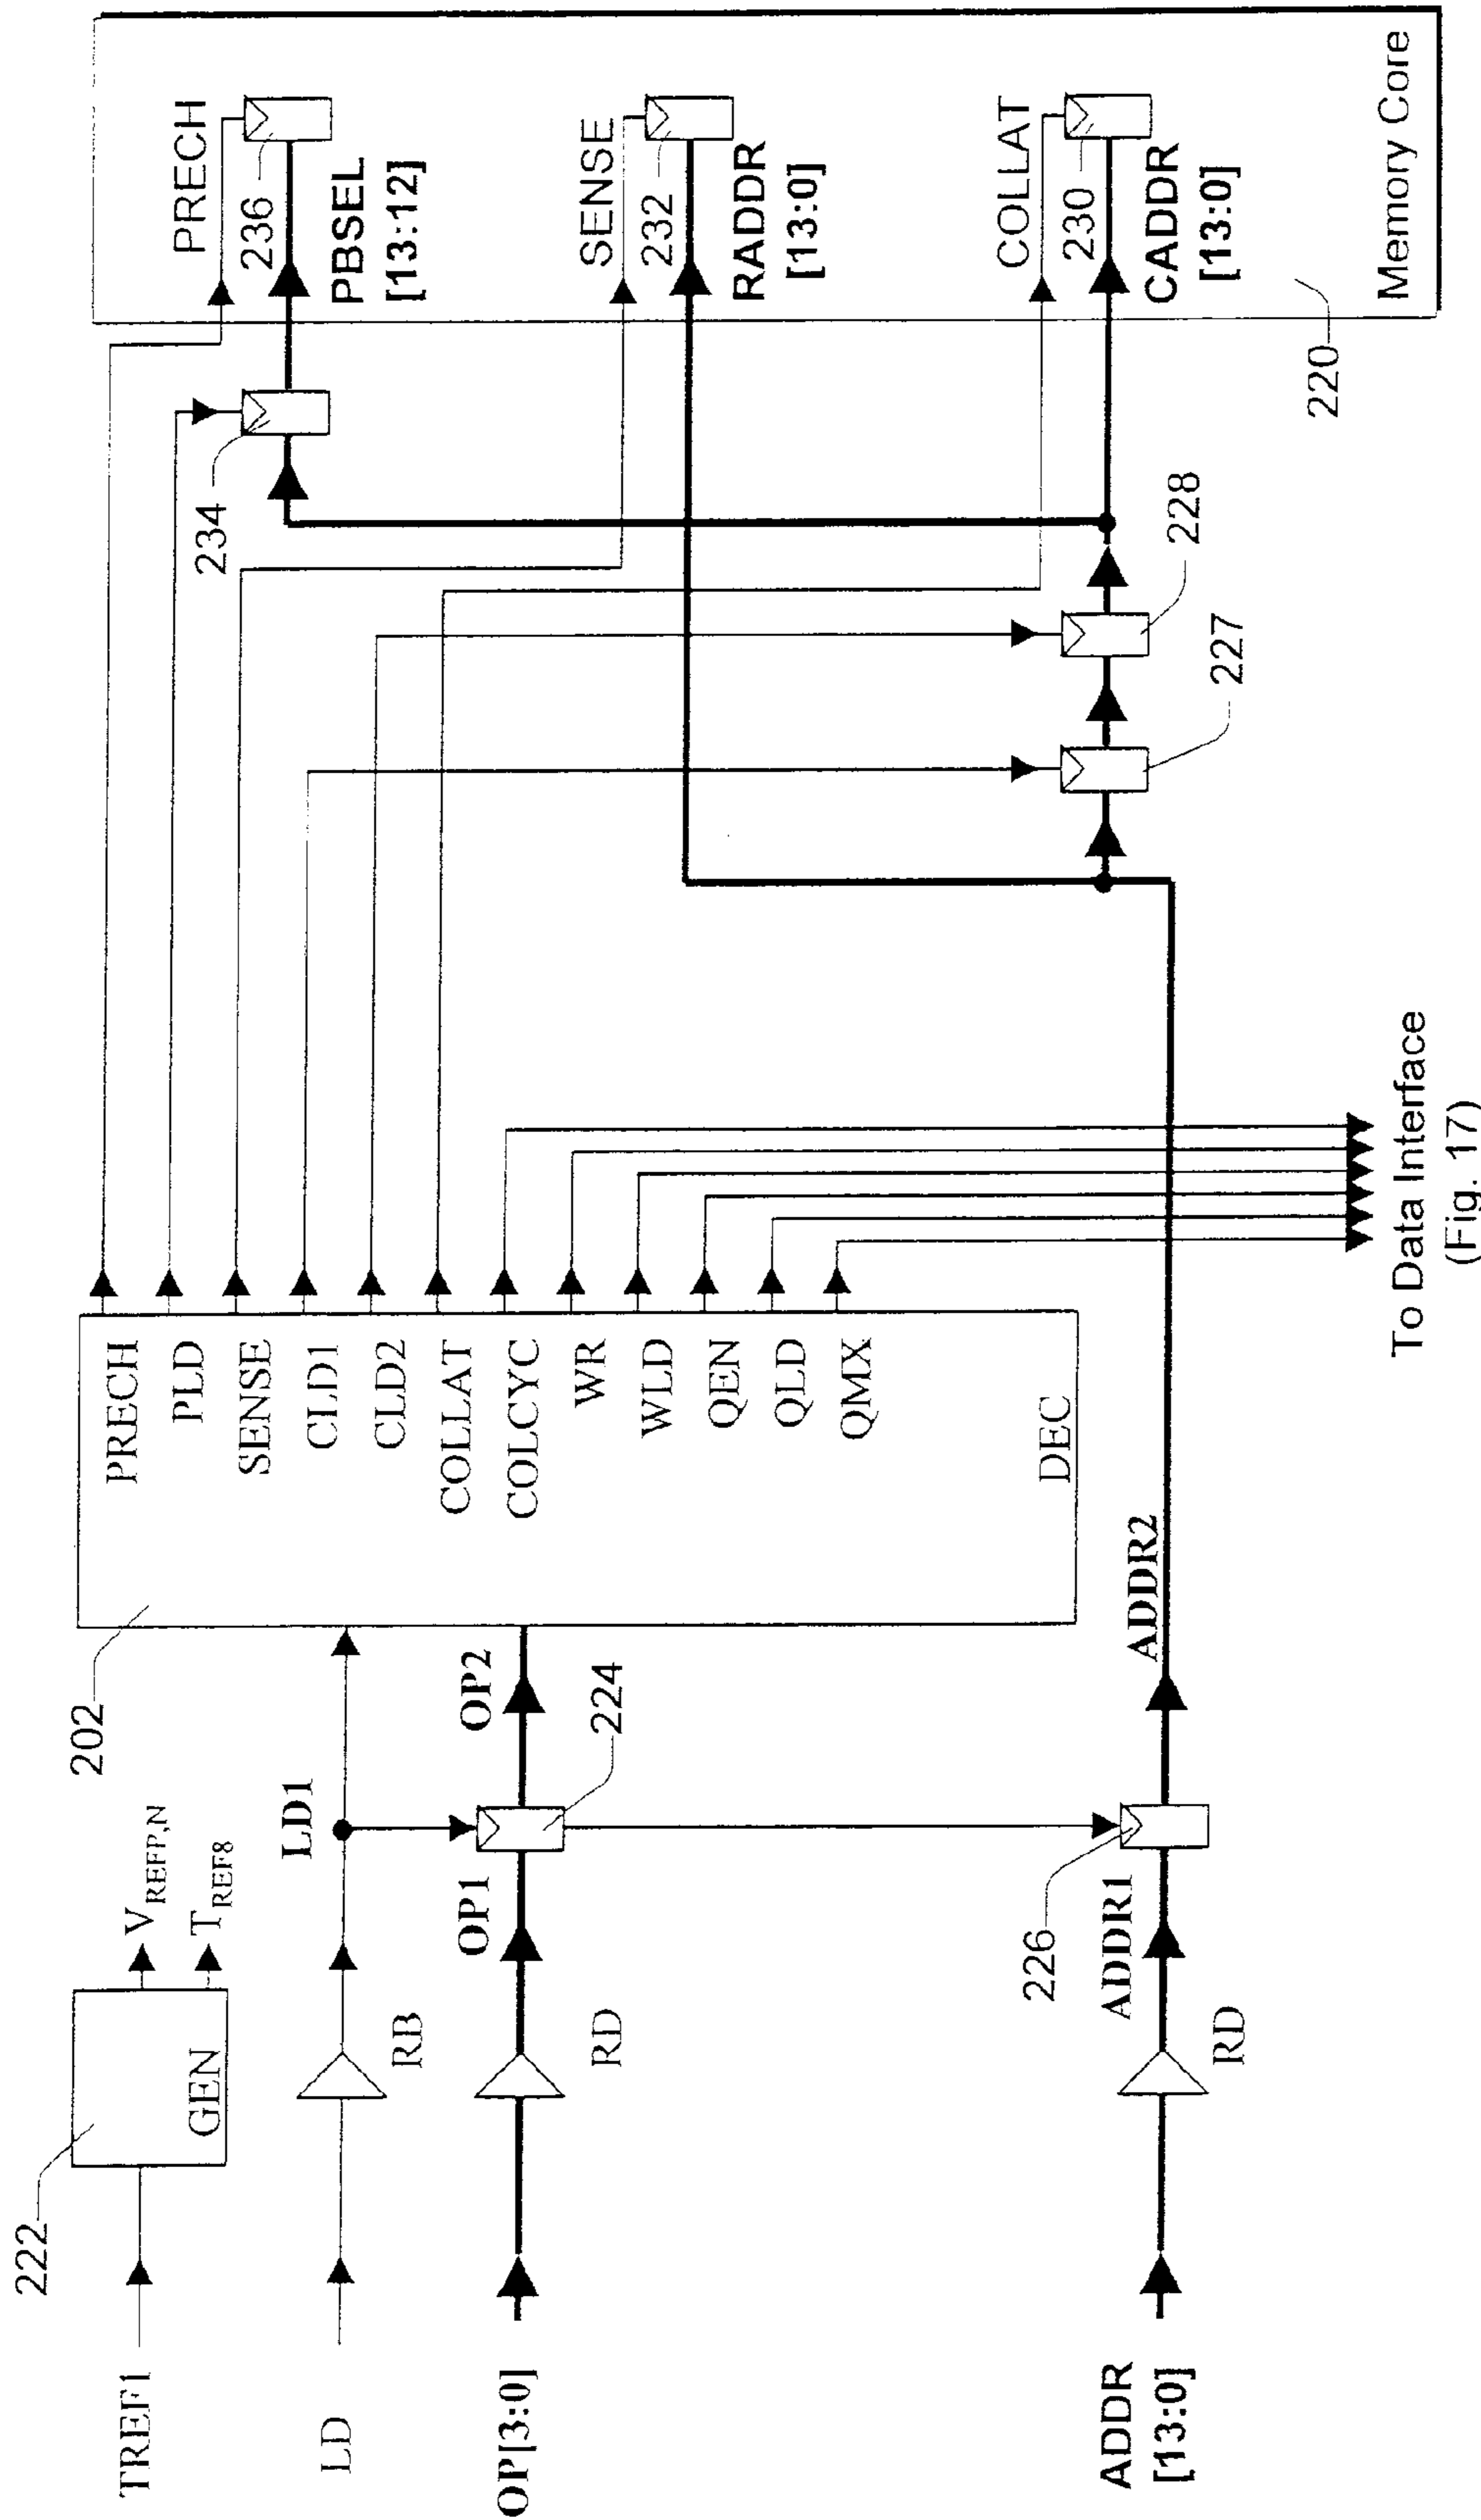 TREF1
222
GEN
V REFP,N
T REF8
LD
RB
LD1
OP[3:0]
RD
OP1
224
OP2
ADDR
[13:0]
RD
ADDR1
226
ADDR2
202
PRECH
PLD
SENSE
CLD1
CLD2
COLLAT
COLCYC
WR
WLD
QEN
QLD
QMX
DEC
To Data Interface
(Fig. 17)
227
228
234
PRECH
236
PBSEL
[13:12]
SENSE
232
RADDR
[13:0]
COLLAT
230
CADDR
[13:0]
220
Memory Core